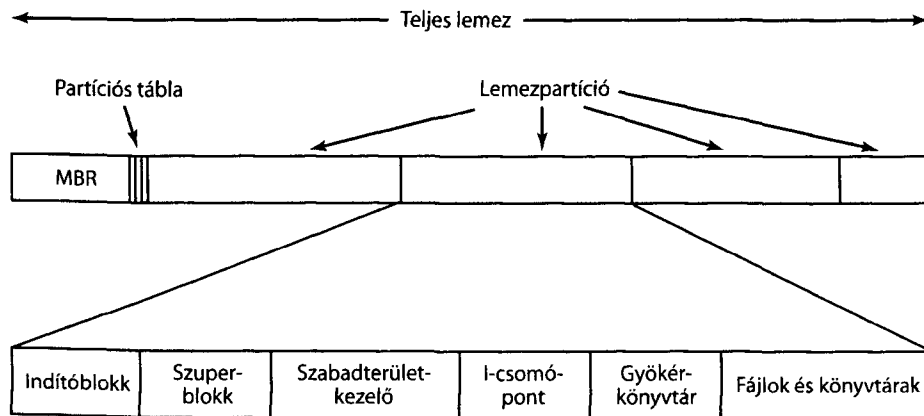 Teljes lemez
Partíciós tábla
Lemezpartíció
MBR
Indítóblokk
Szuper-
blokk
Szabadterület-
kezelő
I-csomó-
pont
Gyökér-
könyvtár
Fájlok és könyvtárak